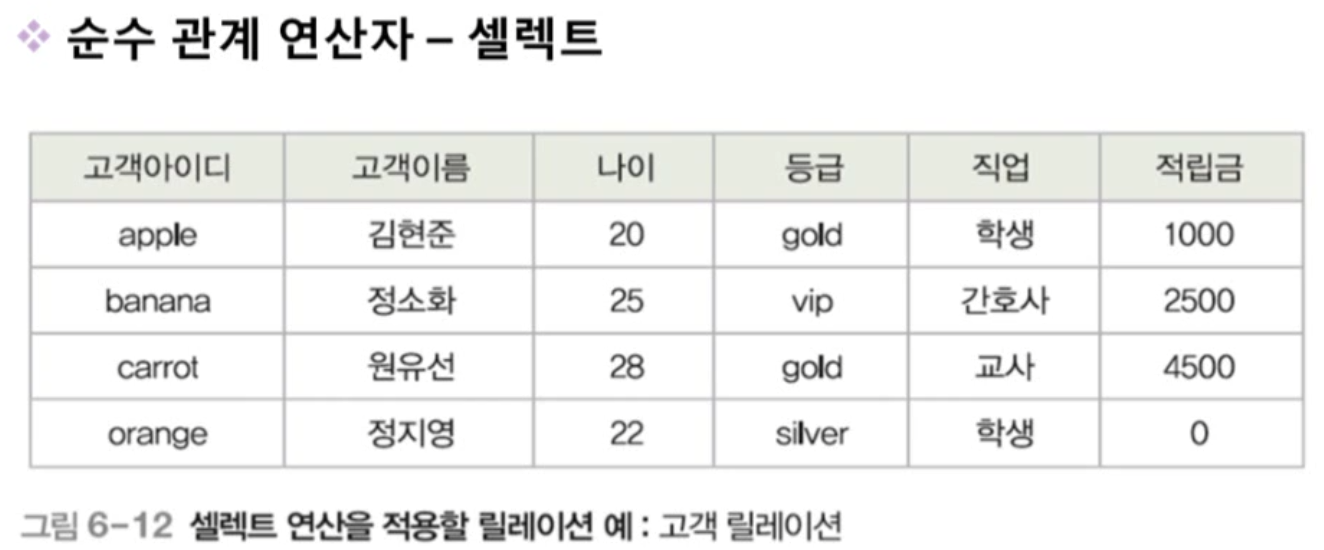 순수 관계 연산자 – 셀렉트
고객아이디 고객이름 나이 등급 직업 적립금
apple 김현준 20 gold 학생 1000
banana 정소화 25 vip 간호사 2500
carrot 원유선 28 gold 교사 4500
orange 정지영 22 silver 학생 0
그림 6-12 셀렉트 연산을 적용할 릴레이션 예 : 고객 릴레이션